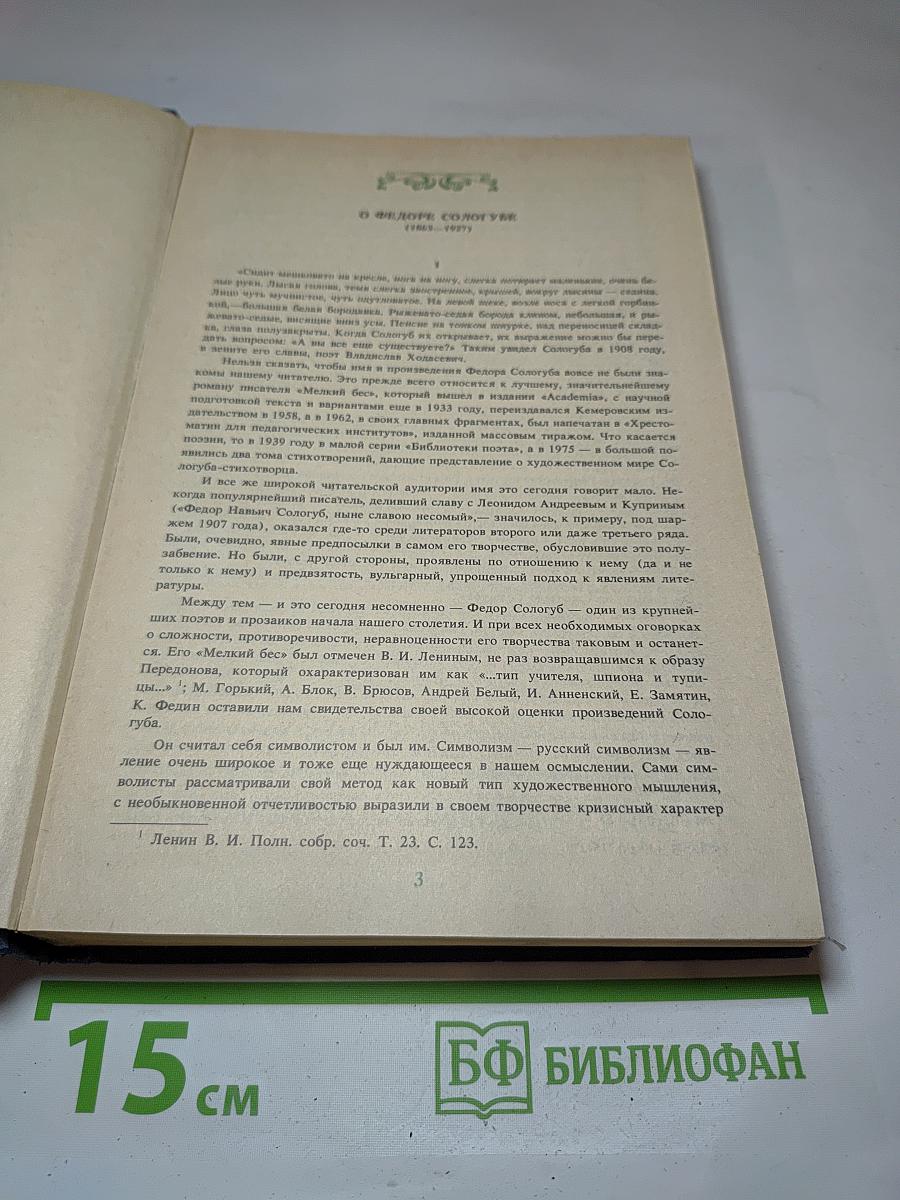 О ФЕДОРЕ СОЛОГУБЕ
(1863—1927)
1
«Сидит мешковато на кресле, нога на ногу, слегка потирает маленькие, очень бе-
лые руки. Лысая голова, темя слегка заостренное, крышей, вокруг лысины — седина.
Лицо чуть мучнистое, чуть одутловатое. На левой щеке, возле носа с легкой горбин-
кой,—большая белая бородавка. Рыжевато-седая борода клином, небольшая, и ры-
жевато-седые, висящие вниз усы. Пенсне на тонком шнурке, над переносицей склад-
ка, глаза полузакрыты. Когда Сологуб их открывает, их выражение можно бы пере-
дать вопросом: «А вы все еще существуете?» Таким увидел Сологуба в 1908 году,
в зените его славы, поэт Владислав Ходасевич.
Нельзя сказать, чтобы имя и произведения Федора Сологуба вовсе не были зна-
комы нашему читателю. Это прежде всего относится к лучшему, значительнейшему
роману писателя «Мелкий бес», который вышел в издании «Academia», с научной
подготовкой текста и вариантами еще в 1933 году, переиздавался Кемеровским из-
дательством в 1958, а в 1962, в своих главных фрагментах, был напечатан в «Хресто-
матии для педагогических институтов», изданной массовым тиражом. Что касается
поэзии, то в 1939 году в малой серии «Библиотеки поэта», а в 1975 — в большой по-
явились два тома стихотворений, дающие представление о художественном мире Со-
логуба-стихотворца.
И все же широкой читательской аудитории имя это сегодня говорит мало. Не-
когда популярнейший писатель, деливший славу с Леонидом Андреевым и Куприным
(«Федор Навьич Сологуб, ныне славою несомый»,— значилось, к примеру, под шар-
жем 1907 года), оказался где-то среди литераторов второго или даже третьего ряда.
Были, очевидно, явные предпосылки в самом его творчестве, обусловившие это полу-
забвение. Но были, с другой стороны, проявлены по отношению к нему (да и не
только к нему) и предвзятость, вульгарный, упрощенный подход к явлениям лите-
ратуры.
Между тем — и это сегодня несомненно — Федор Сологуб — один из крупней-
ших поэтов и прозаиков начала нашего столетия. И при всех необходимых оговорках
о сложности, противоречивости, неравноценности его творчества таковым и останет-
ся. Его «Мелкий бес» был отмечен В. И. Лениным, не раз возвращавшимся к образу
Передонова, который охарактеризован им как «...тип учителя, шпиона и тупи-
цы...» ¹; М. Горький, А. Блок, В. Брюсов, Андрей Белый, И. Анненский, Е. Замятин,
К. Федин оставили нам свидетельства своей высокой оценки произведений Соло-
губа.
Он считал себя символистом и был им. Символизм — русский символизм — яв-
ление очень широкое и тоже еще нуждающееся в нашем осмыслении. Сами сим-
волисты рассматривали свой метод как новый тип художественного мышления,
с необыкновенной отчетливостью выразили в своем творчестве кризисный характер
¹ Ленин В. И. Полн. собр. соч. Т. 23. С. 123.
3
15 см
БФ БИБЛИОФАН